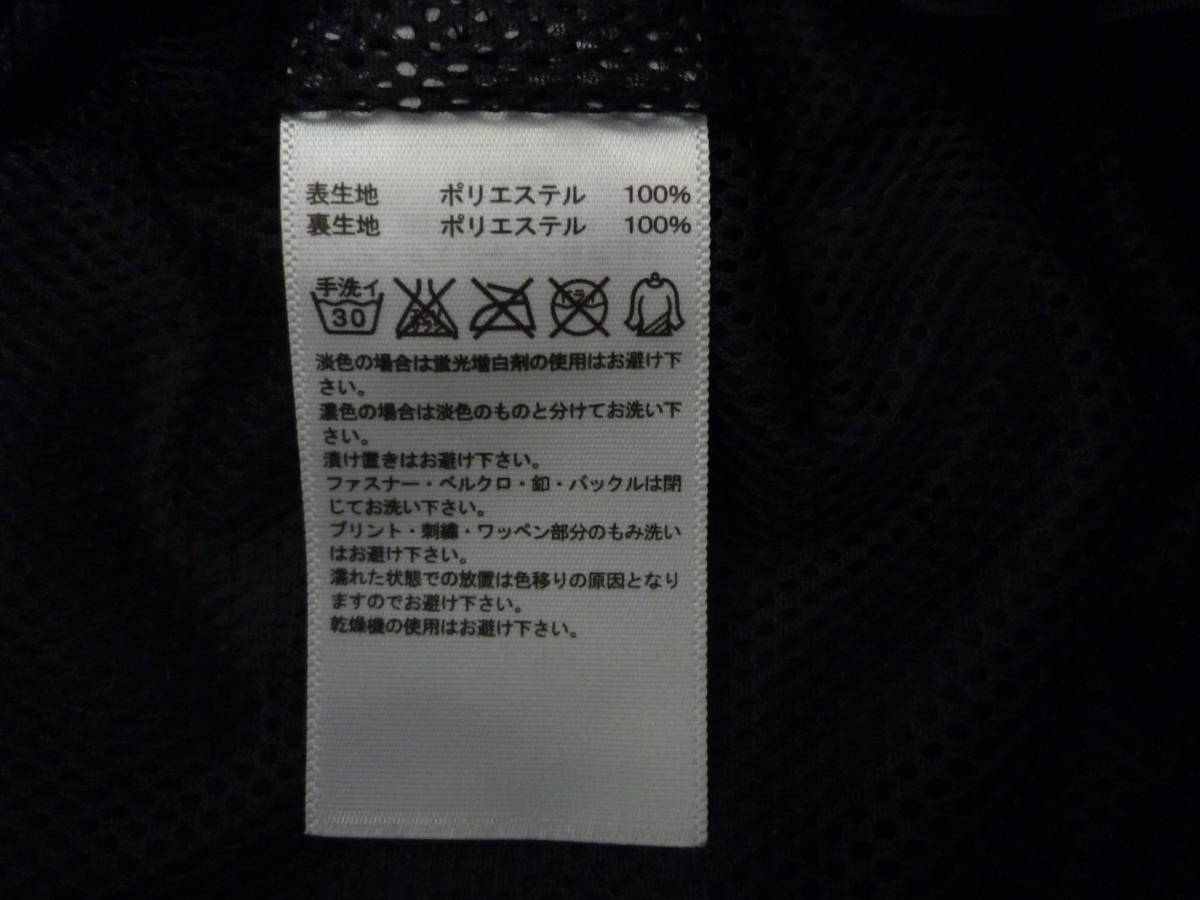 表生地 ポリエステル 100%
裏生地 ポリエステル 100%
手洗イ
30
ドライ
淡色の場合は蛍光増白剤の使用はお避け下
さい。
濃色の場合は淡色のものと分けてお洗い下
さい。
漬け置きはお避け下さい。
ファスナー・ベルクロ・釦・バックルは閉
じてお洗い下さい。
プリント・刺繍・ワッペン部分のもみ洗い
はお避け下さい。
濡れた状態での放置は色移りの原因となり
ますのでお避け下さい。
乾燥機の使用はお避け下さい。